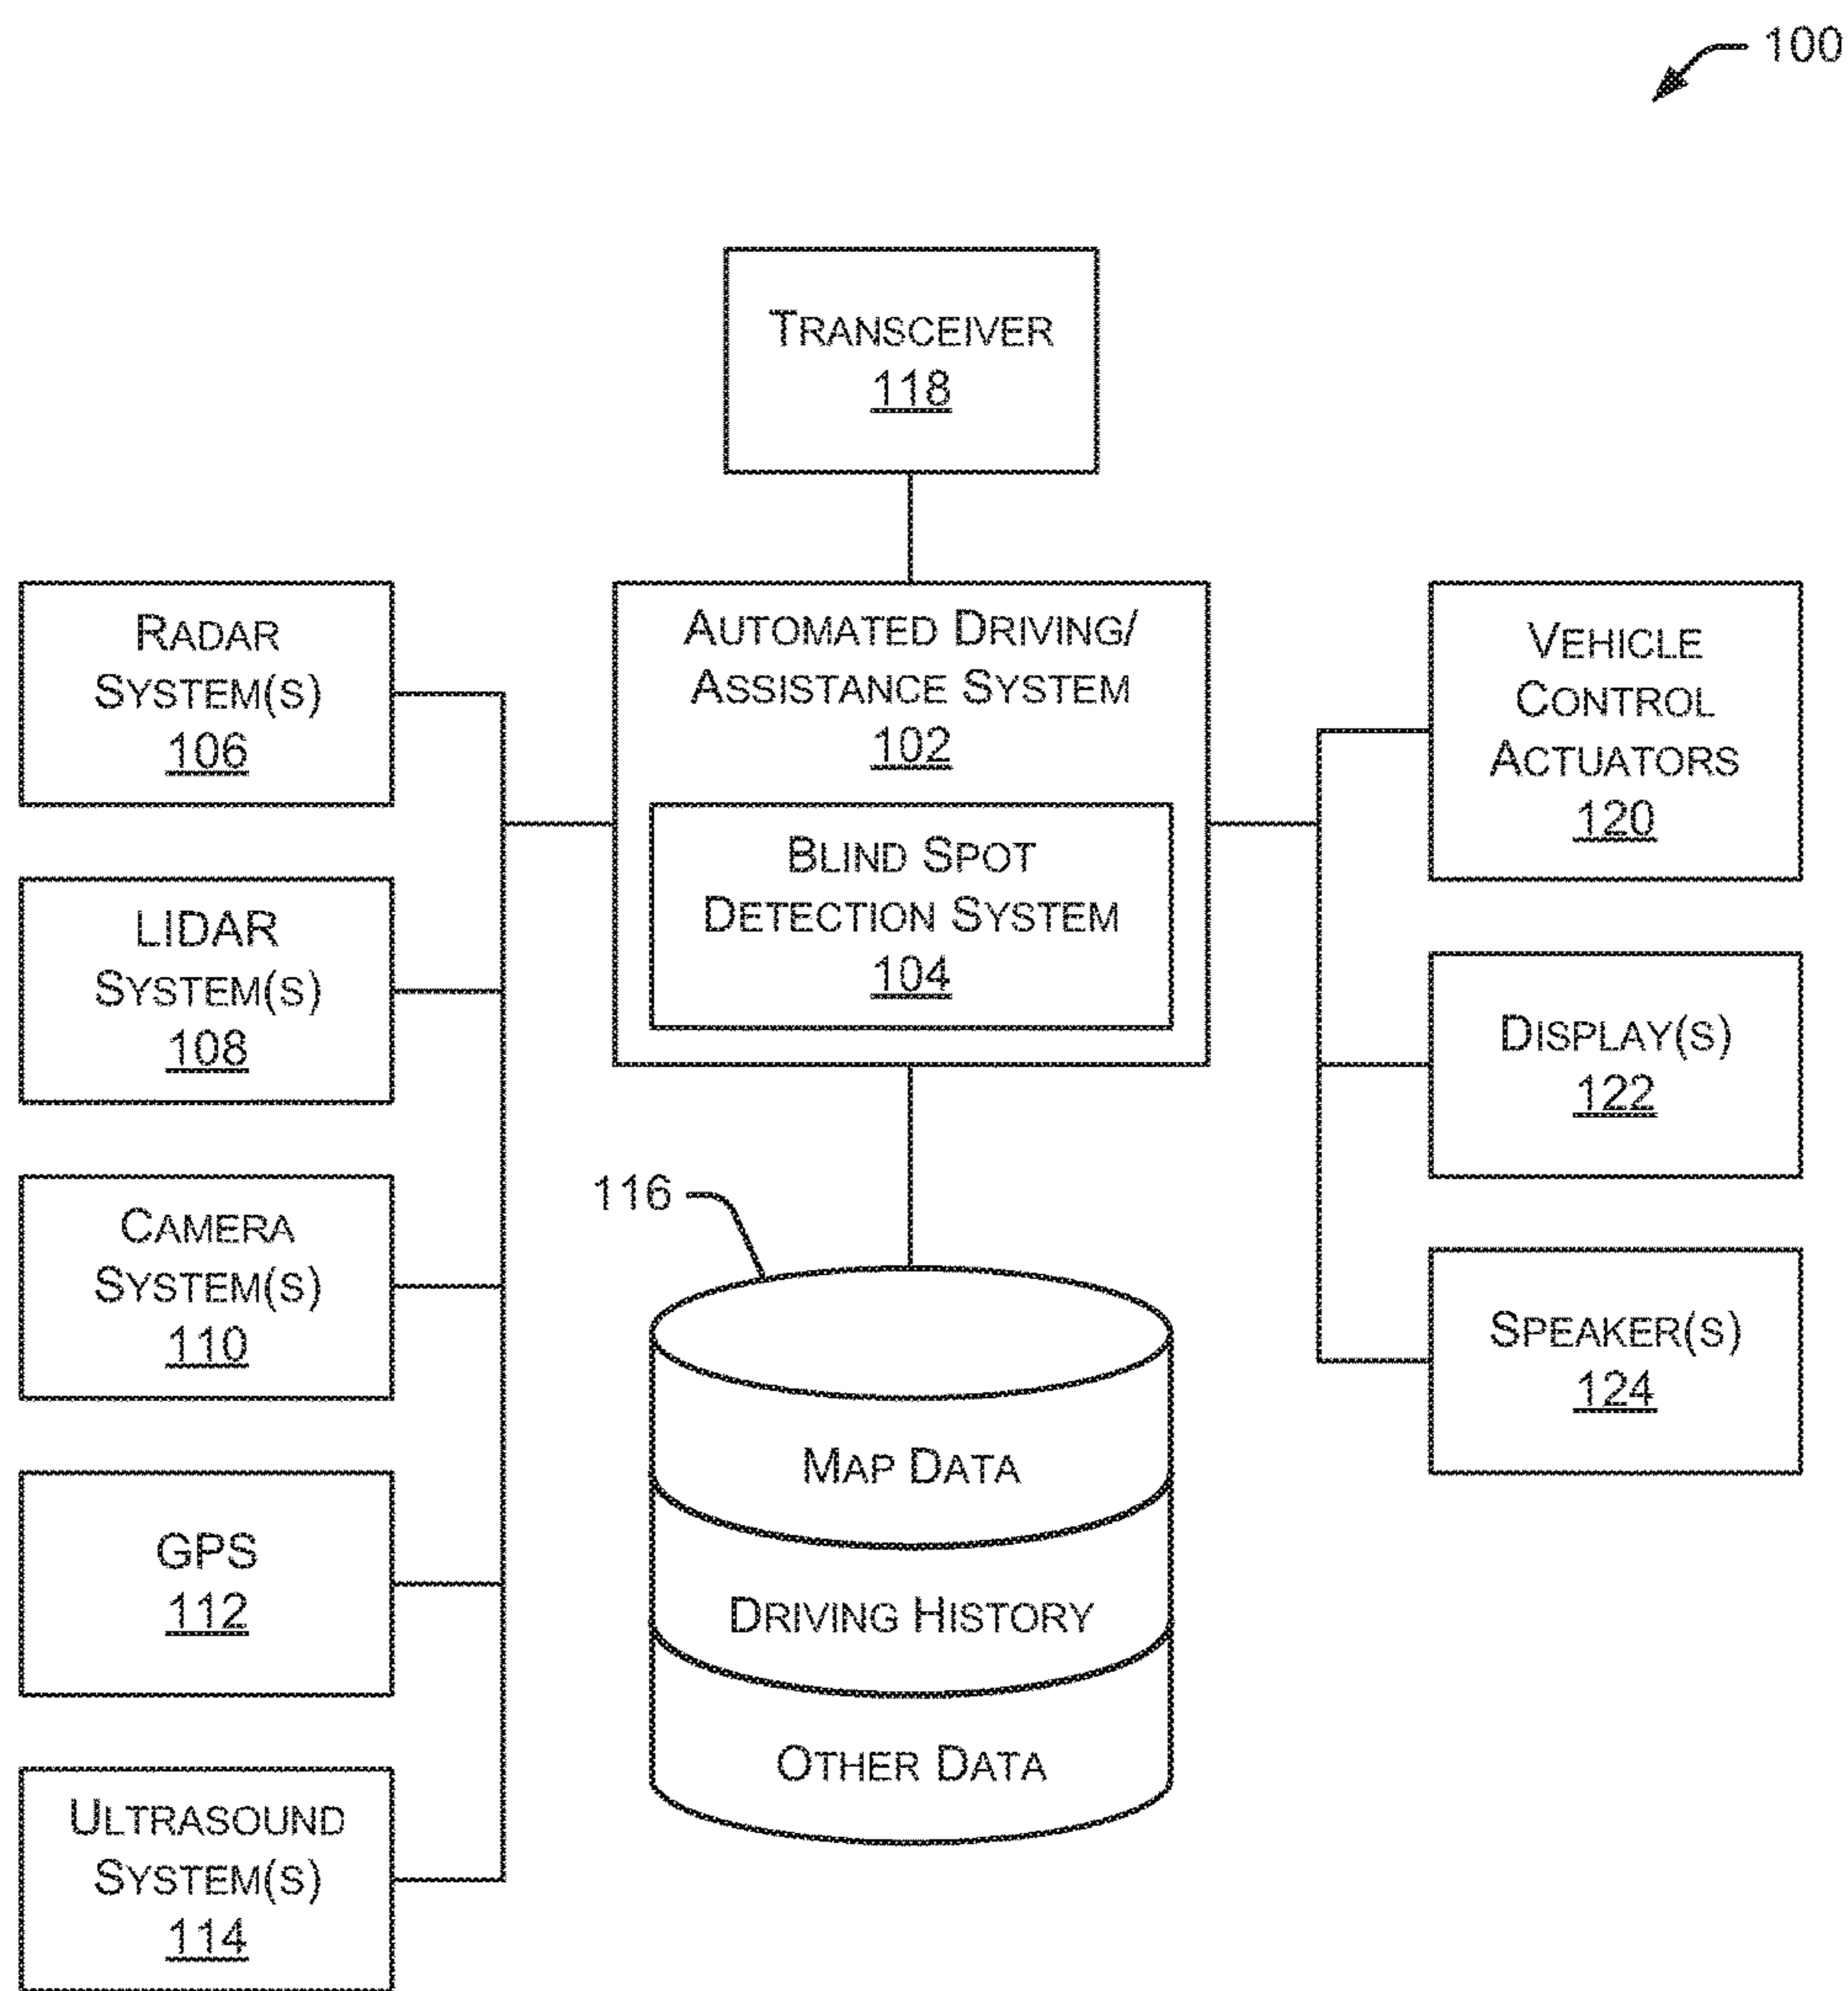 100
TRANSCEIVER
118
RADAR
SYSTEM(S)
106
LIDAR
SYSTEM(S)
108
CAMERA
SYSTEM(S)
110
GPS
112
ULTRASOUND
SYSTEM(S)
114
AUTOMATED DRIVING/
ASSISTANCE SYSTEM
102
BLIND SPOT
DETECTION SYSTEM
104
116
MAP DATA
DRIVING HISTORY
OTHER DATA
VEHICLE
CONTROL
ACTUATORS
120
DISPLAY(S)
122
SPEAKER(S)
124